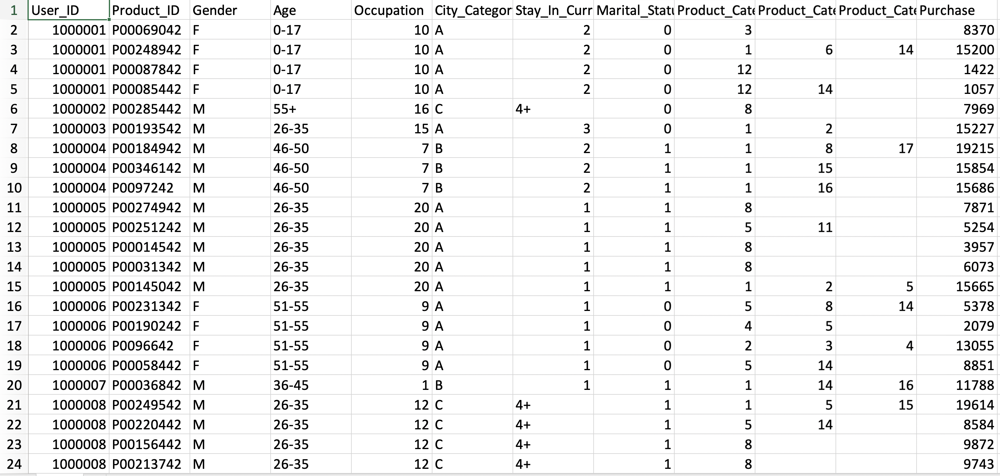 1 User_ID Product_ID Gender Age Occupation City_Categor Stay_In_Curr Marital_Statu Product_Cate Product_Cate Product_Cate Purchase
2 1000001 P00069042 F 0-17 10 A 2 0 3 8370
3 1000001 P00248942 F 0-17 10 A 2 0 1 6 14 15200
4 1000001 P00087842 F 0-17 10 A 2 0 12 1422
5 1000001 P00085442 F 0-17 10 A 2 0 12 14 1057
6 1000002 P00285442 M 55+ 16 C 4+ 0 8 7969
7 1000003 P00193542 M 26-35 15 A 3 0 1 2 15227
8 1000004 P00184942 M 46-50 7 B 2 1 1 8 17 19215
9 1000004 P00346142 M 46-50 7 B 2 1 1 15 15854
10 1000004 P0097242 M 46-50 7 B 2 1 1 16 15686
11 1000005 P00274942 M 26-35 20 A 1 1 8 7871
12 1000005 P00251242 M 26-35 20 A 1 1 5 11 5254
13 1000005 P00014542 M 26-35 20 A 1 1 8 3957
14 1000005 P00031342 M 26-35 20 A 1 1 8 6073
15 1000005 P00145042 M 26-35 20 A 1 1 1 2 5 15665
16 1000006 P00231342 F 51-55 9 A 1 0 5 8 14 5378
17 1000006 P00190242 F 51-55 9 A 1 0 4 5 2079
18 1000006 P0096642 F 51-55 9 A 1 0 2 3 4 13055
19 1000006 P00058442 F 51-55 9 A 1 0 5 14 8851
20 1000007 P00036842 M 36-45 1 B 1 1 1 14 16 11788
21 1000008 P00249542 M 26-35 12 C 4+ 1 1 5 15 19614
22 1000008 P00220442 M 26-35 12 C 4+ 1 5 14 8584
23 1000008 P00156442 M 26-35 12 C 4+ 1 8 9872
24 1000008 P00213742 M 26-35 12 C 4+ 1 8 9743